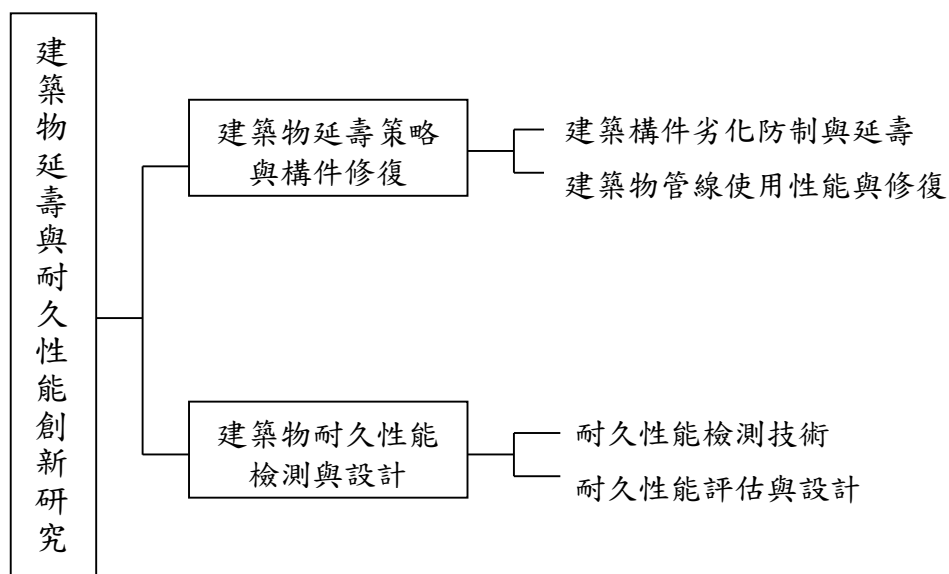 建築物延壽與耐久性能創新研究
建築物延壽策略
與構件修復
建築構件劣化防制與延壽
建築物管線使用性能與修復
建築物耐久性能
檢測與設計
耐久性能檢測技術
耐久性能評估與設計